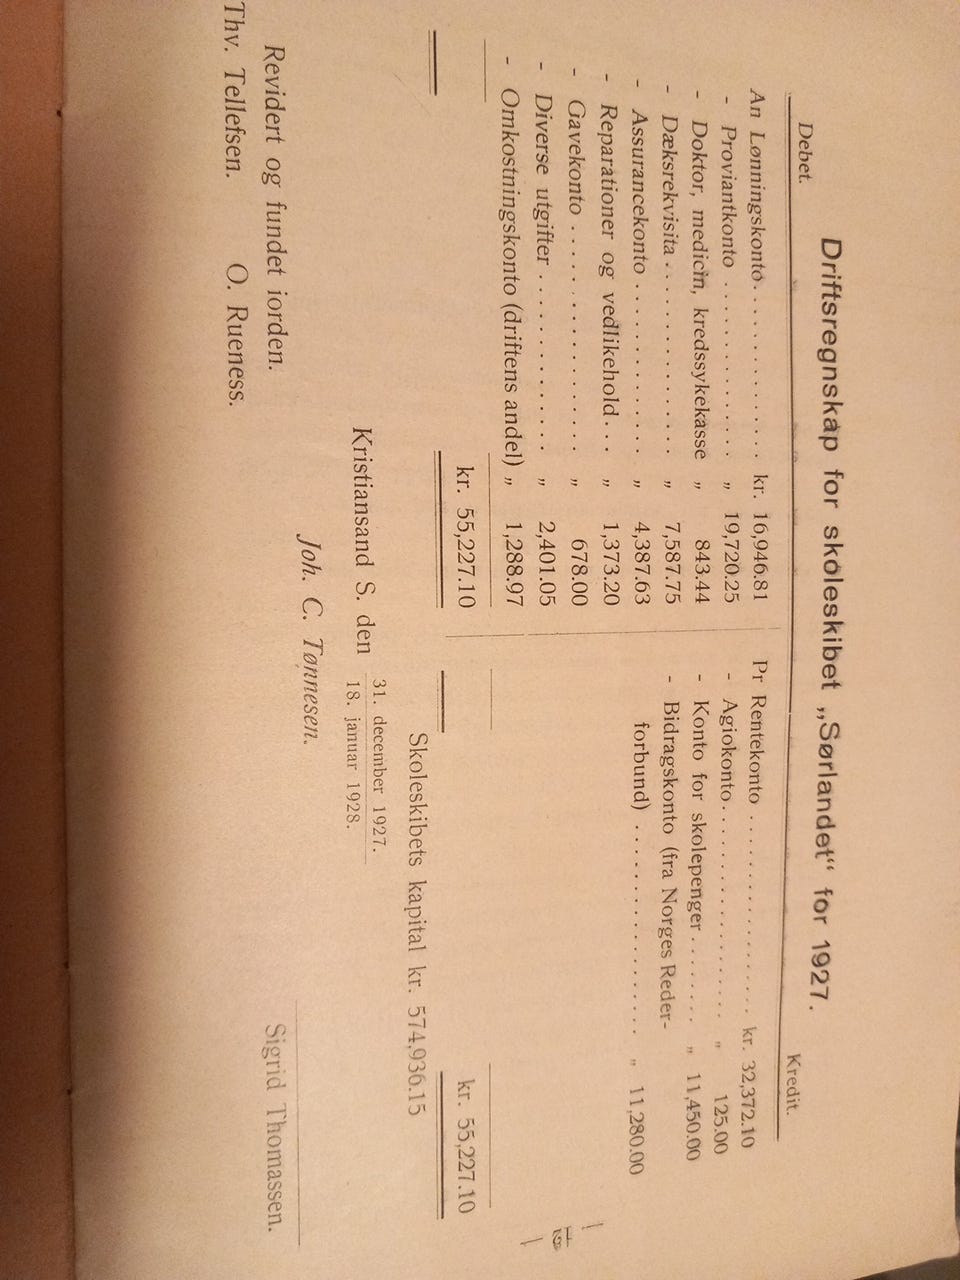 Driftsregnskap for skoleskibet „Sørlandet“ for 1927.
Debet. Kredit.
An Lønningskonto............ kr. 16,946.81
- Proviantkonto ............ „ 19,720.25
- Doktor, medicin, kredssykekasse „ 843.44
- Dæksrekvisita............. „ 7,587.75
- Assurancekonto ........... „ 4,387.63
- Reparationer og vedlikehold... „ 1,373.20
- Gavekonto ................ „ 678.00
- Diverse utgifter ............ „ 2,401.05
- Omkostningskonto (driftens andel) „ 1,288.97
kr. 55,227.10
Pr Rentekonto .................. kr. 32,372.10
- Agiokonto.................... „ 125.00
- Konto for skolepenger........ „ 11,450.00
- Bidragskonto (fra Norges Reder-
forbund) .................... „ 11,280.00
kr. 55,227.10
Skoleskibets kapital kr. 574,936.15
Kristiansand S. den 31. december 1927.
18. januar 1928.
Joh. C. Tønnesen.
Sigrid Thomassen.
Revidert og fundet iorden.
Thv. Tellefsen. O. Rueness.